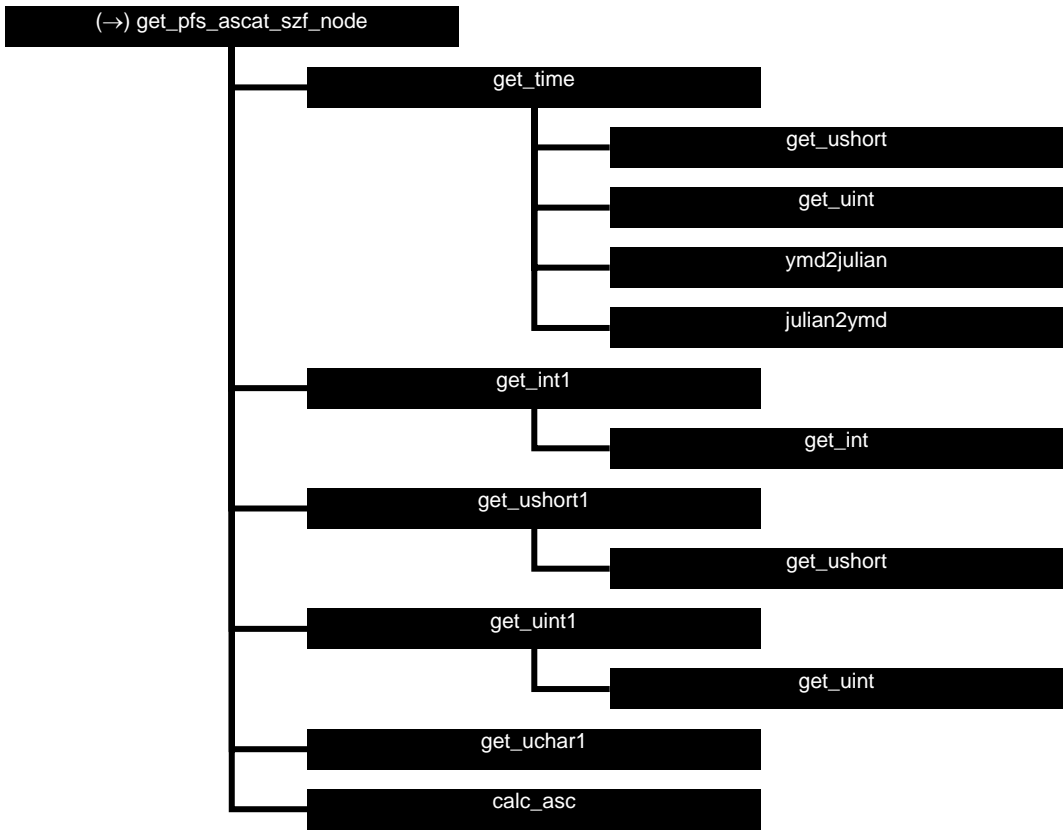 (→) get_pfs_ascat_szf_node
get_time
get_ushort
get_uint
ymd2julian
julian2ymd
get_int1
get_int
get_ushort1
get_ushort
get_uint1
get_uint
get_uchar1
calc_asc